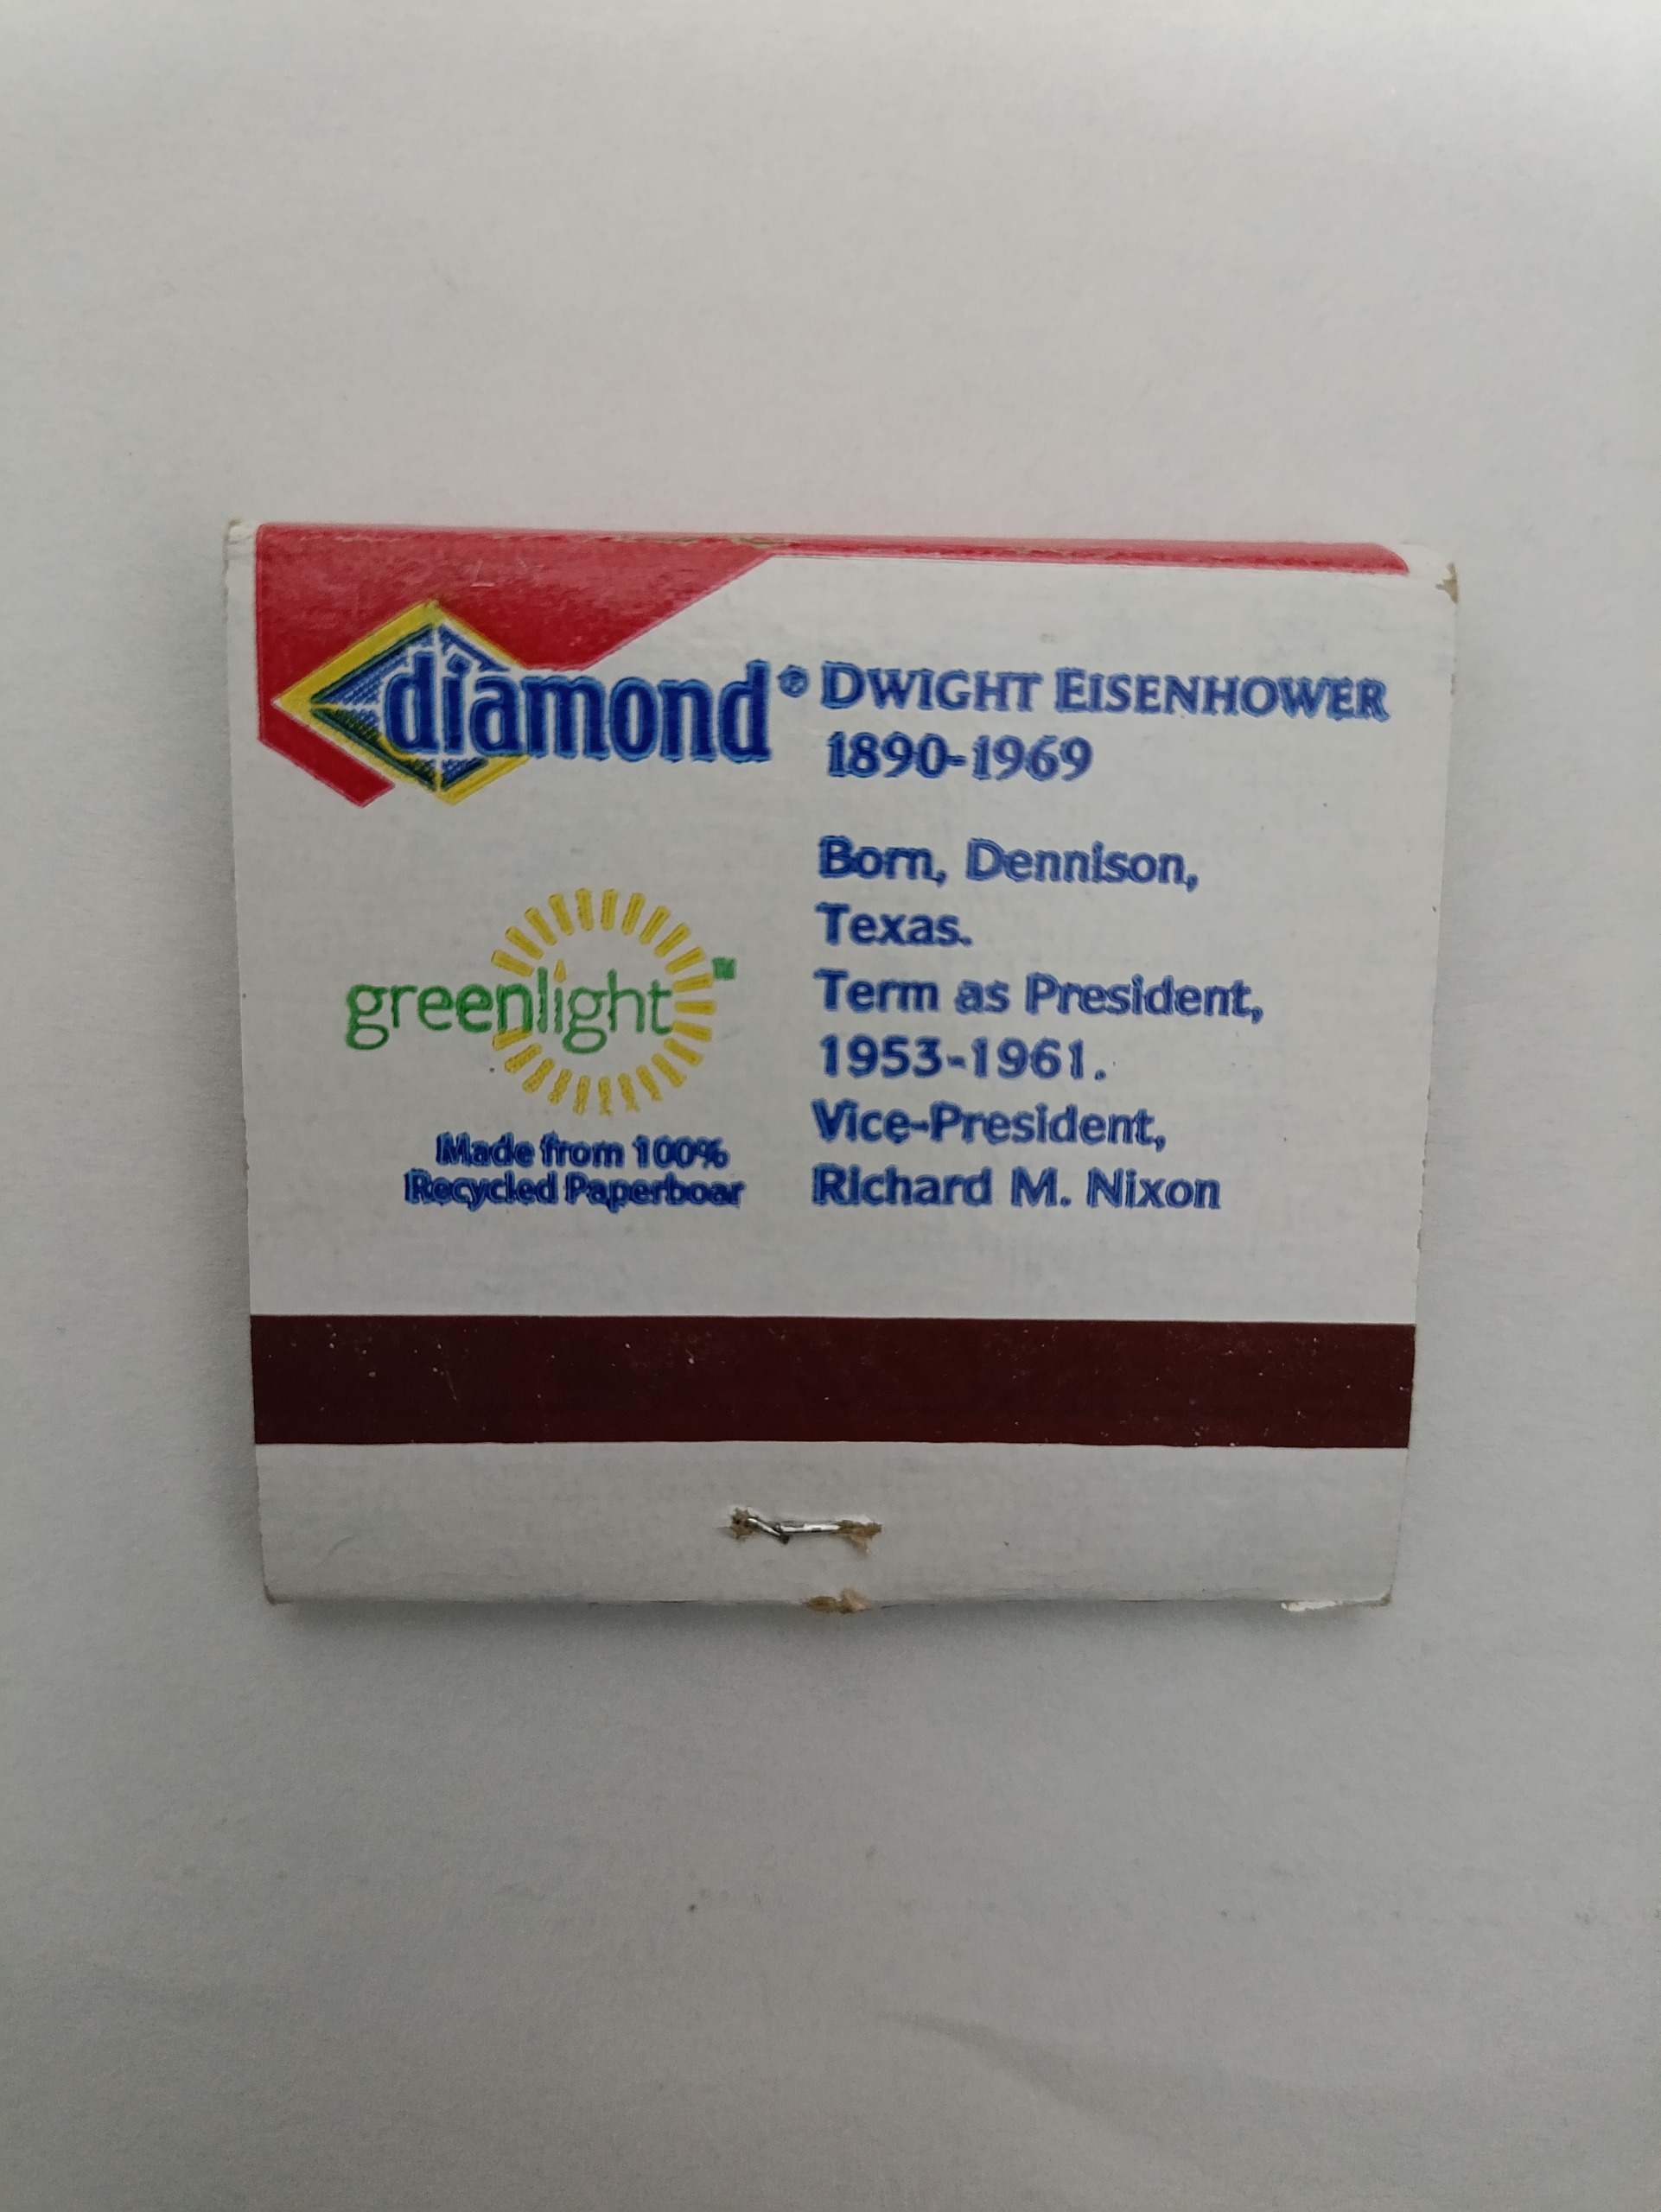 diamond®
DWIGHT EISENHOWER
1890-1969
Born, Dennison,
Texas.
Term as President,
1953-1961.
Vice-President,
Richard M. Nixon
greenlight™
Made from 100%
Recycled Paperboar